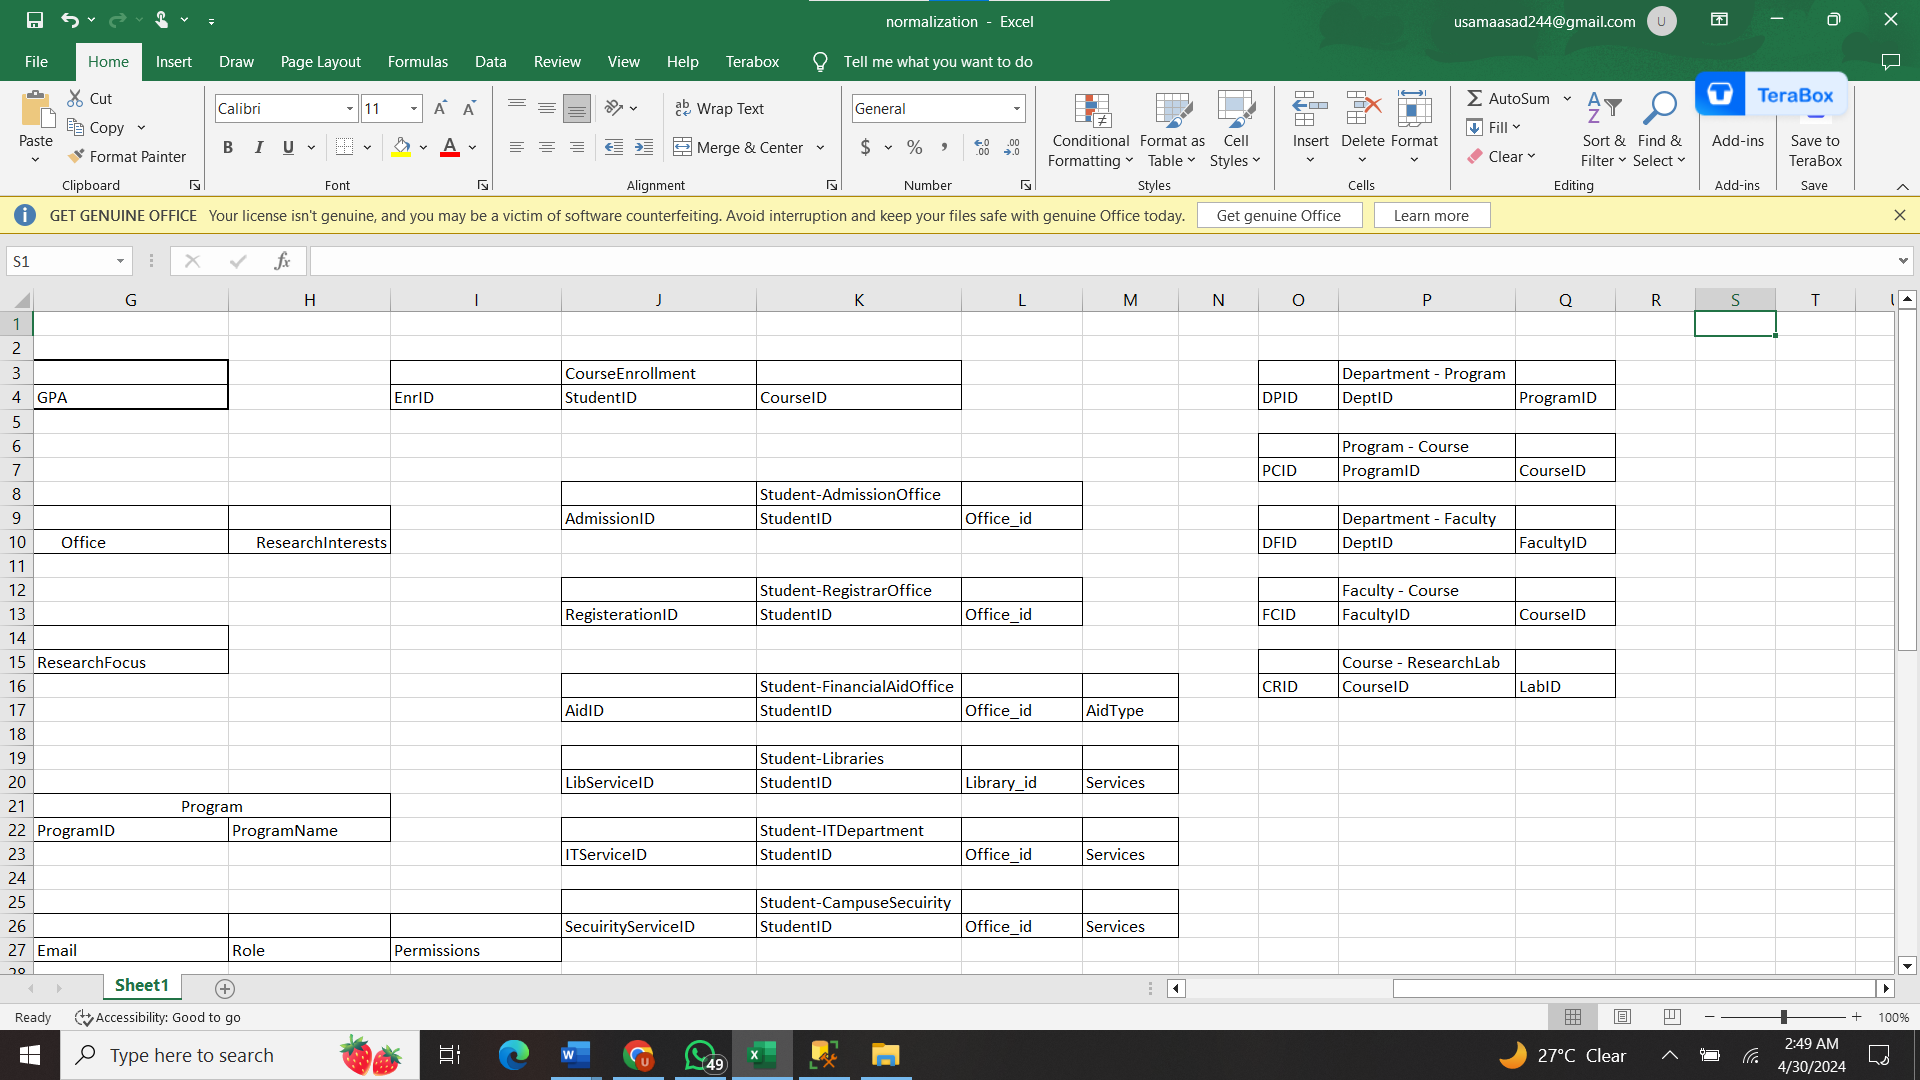 normalization - Excel
usamaasad244@gmail.com
U
File Home Insert Draw Page Layout Formulas Data Review View Help Terabox Tell me what you want to do
Paste
Cut
Copy
Format Painter
Clipboard
Calibri 11
B I U A
Font
Wrap Text
Merge & Center
Alignment
General
$ % ,
Number
Conditional Formatting
Format as Table
Cell Styles
Styles
Insert Delete Format
Cells
AutoSum
Fill
Clear
Sort & Filter
Find & Select
Editing
Add-ins
Add-ins
TeraBox
Save to TeraBox
Save
GET GENUINE OFFICE Your license isn't genuine, and you may be a victim of software counterfeiting. Avoid interruption and keep your files safe with genuine Office today. Get genuine Office Learn more
S1 fx
G H I J K L M N O P Q R S T
1
2
3 CourseEnrollment Department - Program
4 GPA EnrID StudentID CourseID DPID DeptID ProgramID
5
6 Program - Course
7 PCID ProgramID CourseID
8 Student-AdmissionOffice
9 AdmissionID StudentID Office_id Department - Faculty
10 Office ResearchInterests DFID DeptID FacultyID
11
12 Student-RegistrarOffice Faculty - Course
13 RegisterationID StudentID Office_id FCID FacultyID CourseID
14
15 ResearchFocus Course - ResearchLab
16 Student-FinancialAidOffice CRID CourseID LabID
17 AidID StudentID Office_id AidType
18
19 Student-Libraries
20 LibServiceID StudentID Library_id Services
21 Program
22 ProgramID ProgramName Student-ITDepartment
23 ITServiceID StudentID Office_id Services
24
25 Student-CampuseSecuirity
26 SecuirityServiceID StudentID Office_id Services
27 Email Role Permissions
28
Sheet1
Ready Accessibility: Good to go 100%
Type here to search
49
27°C Clear
2:49 AM
4/30/2024